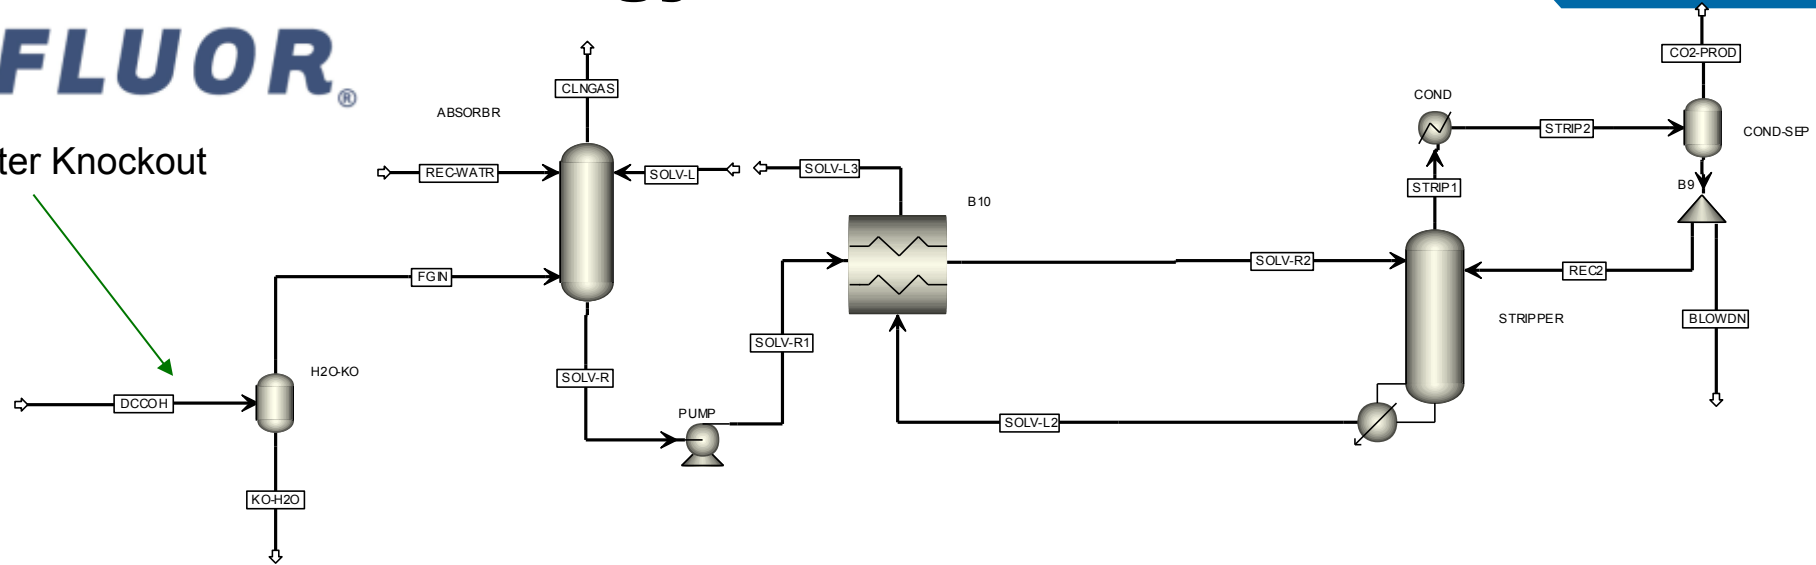 FLUOR®
CO2-PROD
CLNGAS
COND
ABSORBR
STRIP2
COND-SEP
Knockout
REC-WATR
SOLV-L
SOLV-L3
STRIP1
B9
B10
FGIN
SOLV-R2
REC2
STRIPPER
BLOWDN
SOLV-R1
H2O-KO
SOLV-R
DCCOH
PUMP
SOLV-L2
KO-H2O